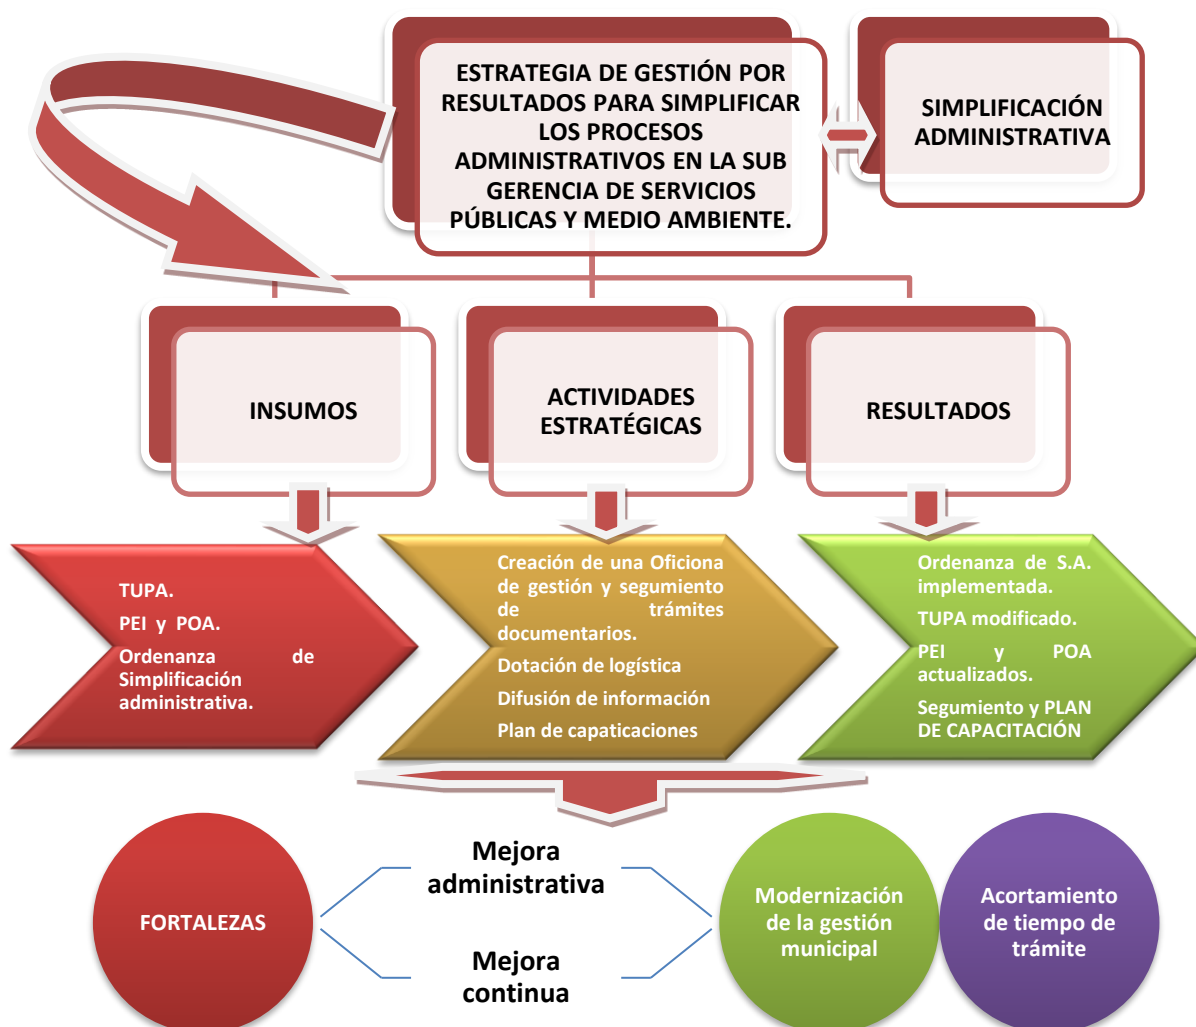 ESTRATEGIA DE GESTIÓN POR
RESULTADOS PARA SIMPLIFICAR
LOS PROCESOS
ADMINISTRATIVOS EN LA SUB
GERENCIA DE SERVICIOS
PÚBLICAS Y MEDIO AMBIENTE.
SIMPLIFICACIÓN
ADMINISTRATIVA
INSUMOS
ACTIVIDADES
ESTRATÉGICAS
RESULTADOS
TUPA.
PEI y POA.
Ordenanza de
Simplificación
administrativa.
Creación de una Oficiona
de gestión y segumiento
de trámites
documentarios.
Dotación de logística
Difusión de información
Plan de capaticaciones
Ordenanza de S.A.
implementada.
TUPA modificado.
PEI y POA
actualizados.
Segumiento y PLAN
DE CAPACITACIÓN
FORTALEZAS
Mejora
administrativa
Mejora
continua
Modernización
de la gestión
municipal
Acortamiento
de tiempo de
trámite